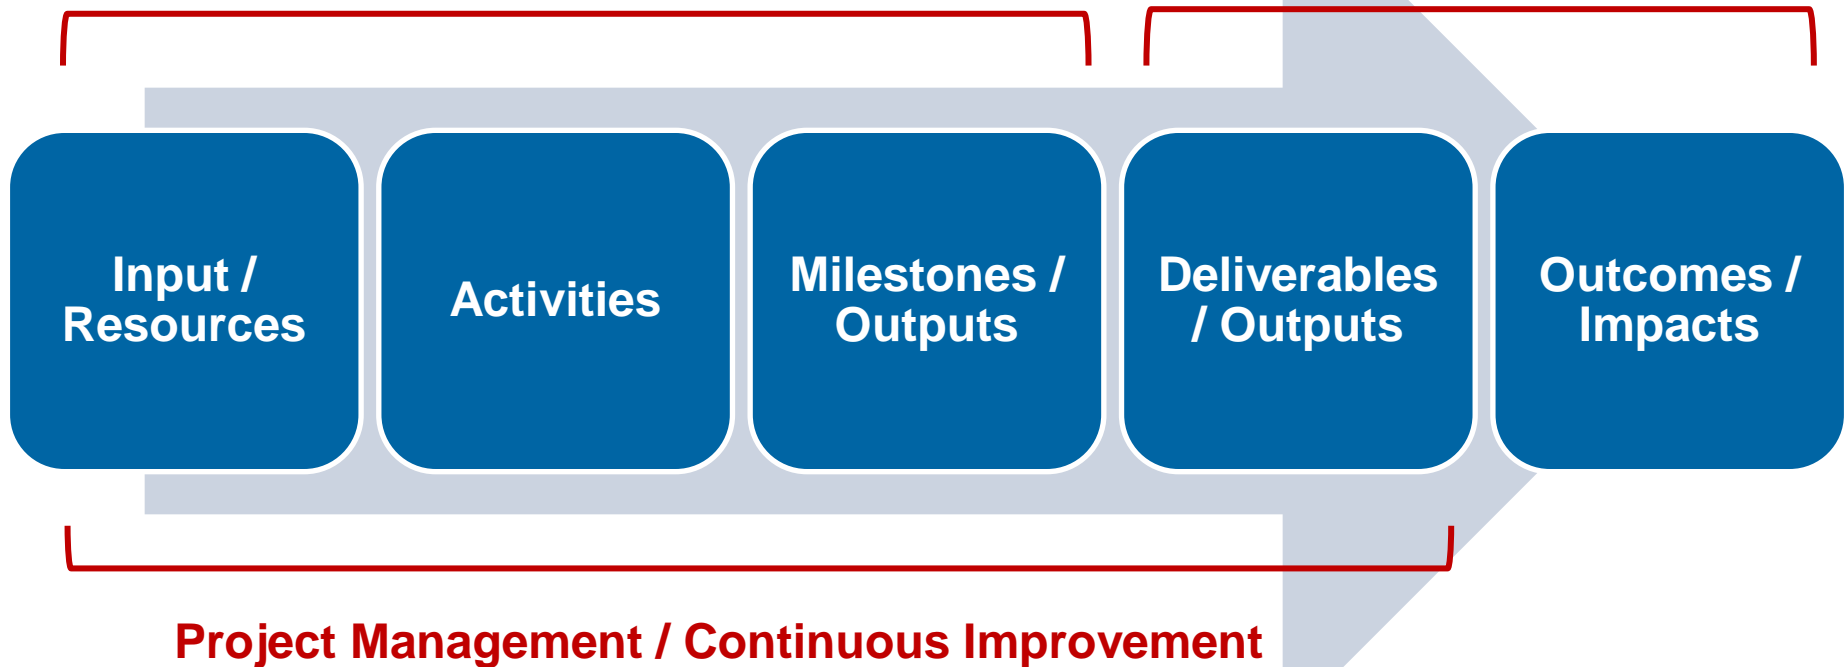 Input /
Resources
Activities
Milestones /
Outputs
Deliverables
/ Outputs
Outcomes /
Impacts
Project Management / Continuous Improvement